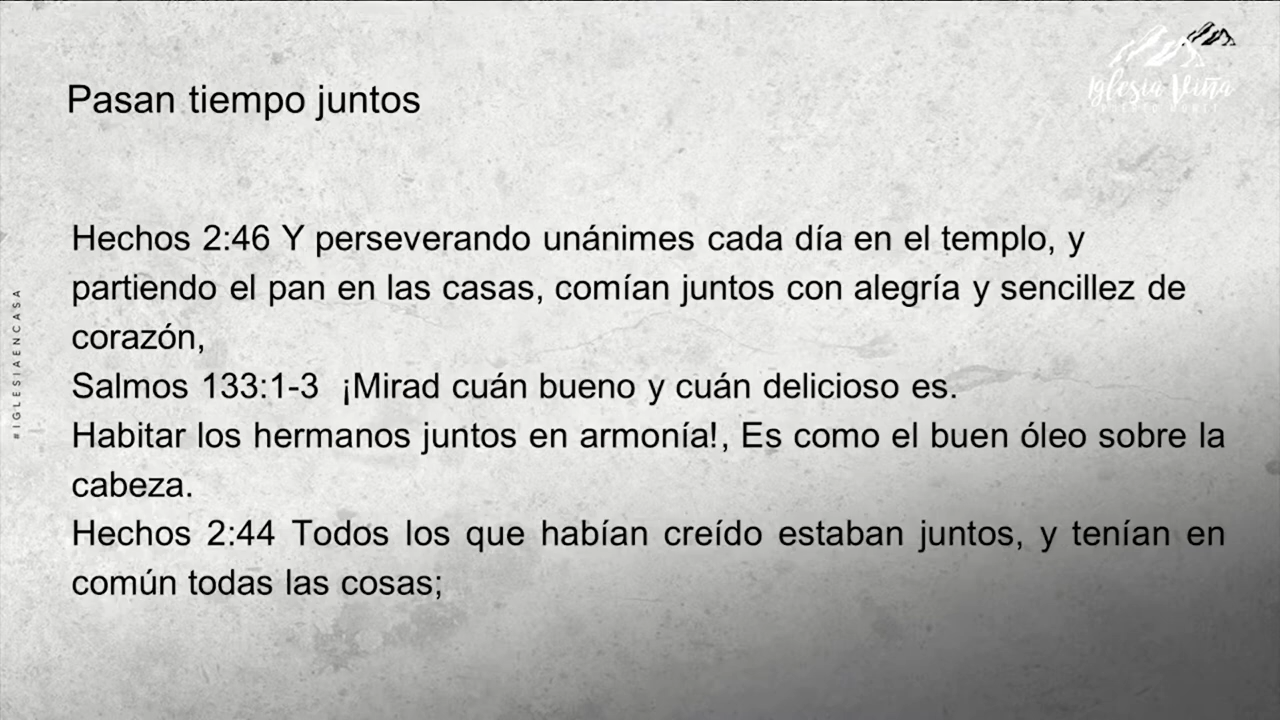 Iglesia Viña
Pasan tiempo juntos
Hechos 2:46 Y perseverando unánimes cada día en el templo, y
partiendo el pan en las casas, comían juntos con alegría y sencillez de
corazón,
Salmos 133:1-3 ¡Mirad cuán bueno y cuán delicioso es.
Habitar los hermanos juntos en armonía!, Es como el buen óleo sobre la
cabeza.
Hechos 2:44 Todos los que habían creído estaban juntos, y tenían en
común todas las cosas;
#IGLESIAENCASA